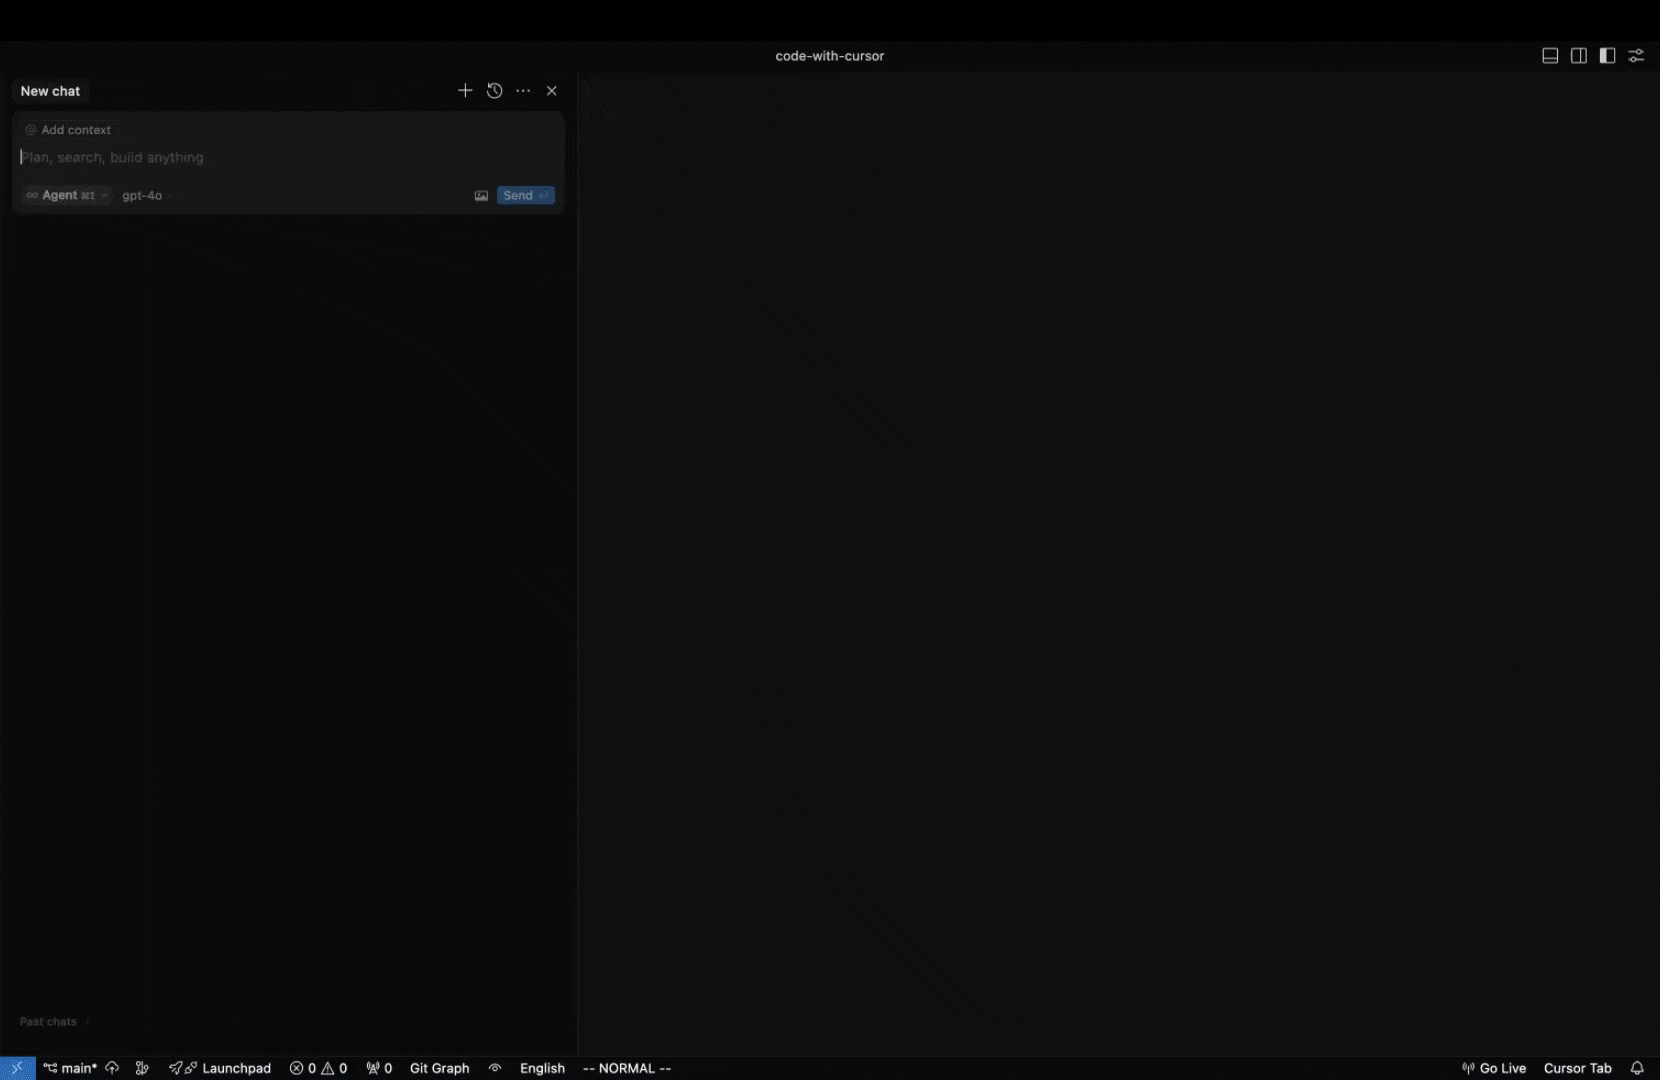 code-with-cursor
New chat
@ Add context
Plan, search, build anything
∞ Agent ⌘I gpt-4o Send ⏎
Past chats
main* Launchpad 0 0 0 Git Graph English -- NORMAL -- Go Live Cursor Tab